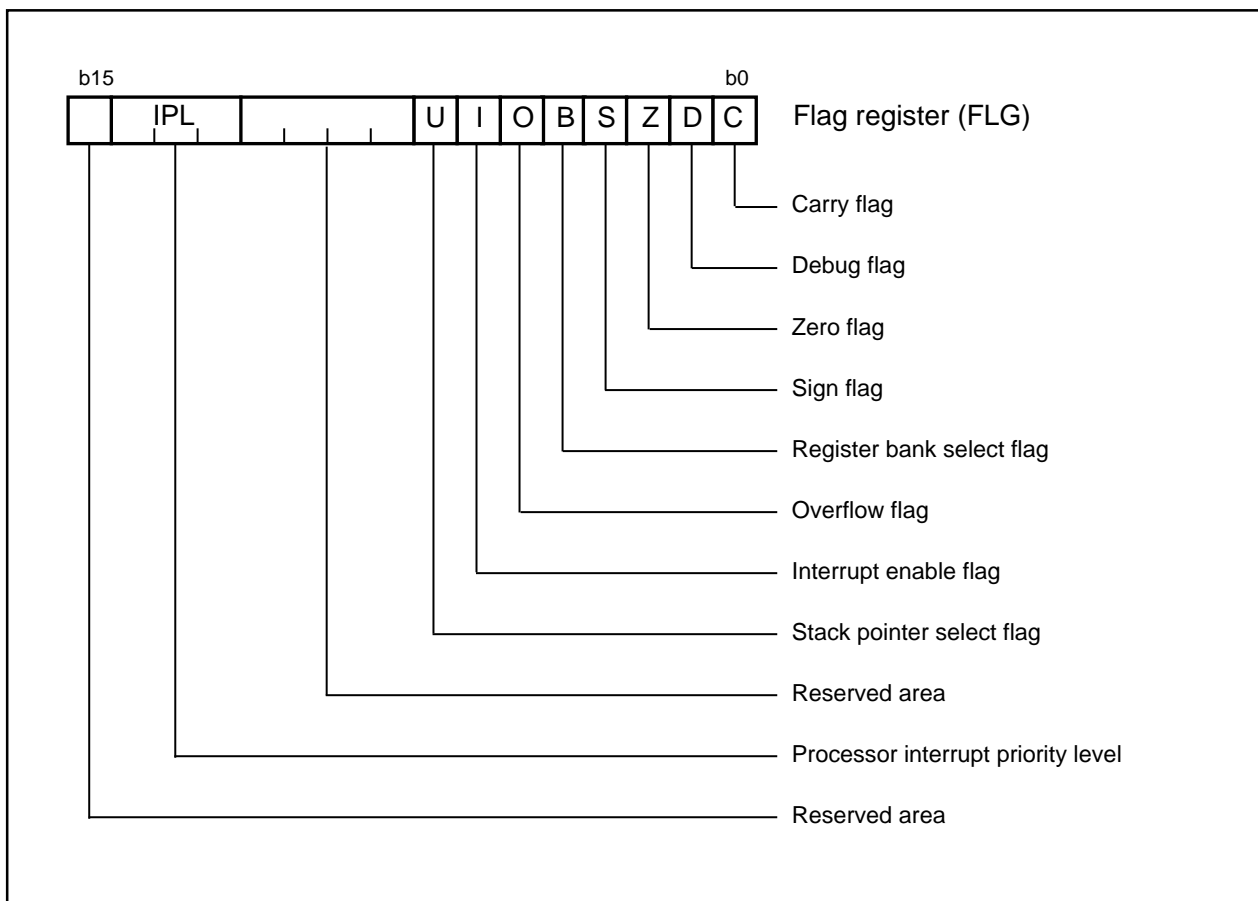 b15 b0
IPL U I O B S Z D C Flag register (FLG)
Carry flag
Debug flag
Zero flag
Sign flag
Register bank select flag
Overflow flag
Interrupt enable flag
Stack pointer select flag
Reserved area
Processor interrupt priority level
Reserved area